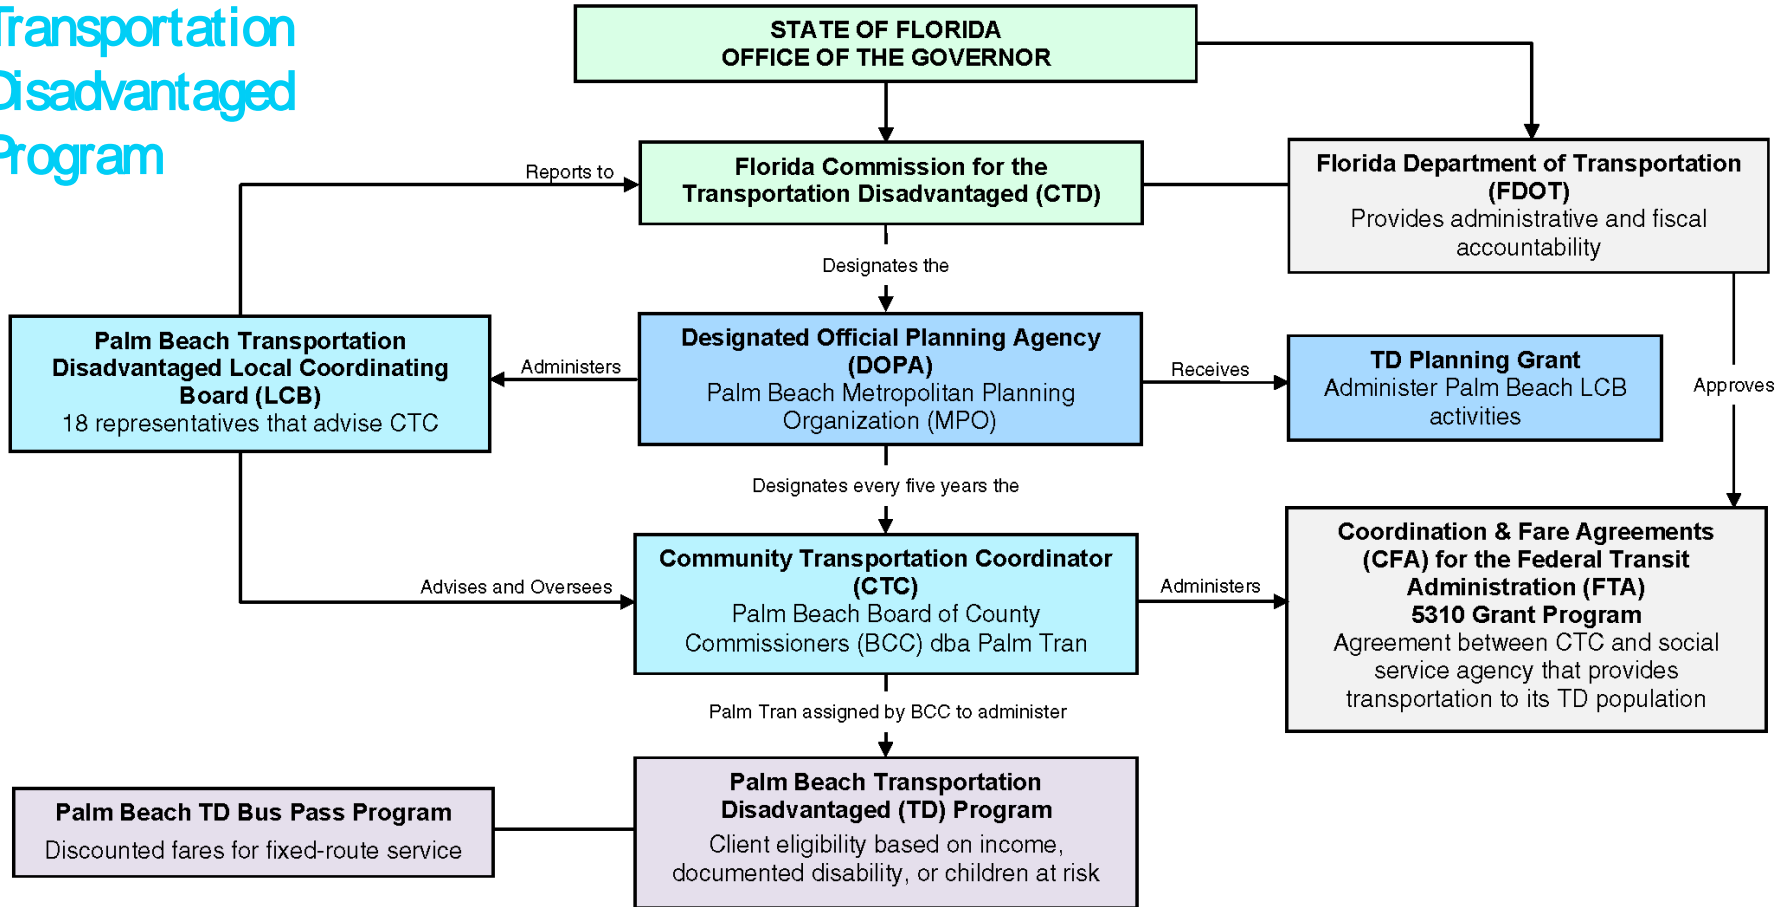 Transportation
Disadvantaged
Program
STATE OF FLORIDA
OFFICE OF THE GOVERNOR
Reports to
Florida Commission for the
Transportation Disadvantaged (CTD)
Florida Department of Transportation
(FDOT)
Provides administrative and fiscal
accountability
Designates the
Palm Beach Transportation
Disadvantaged Local Coordinating
Board (LCB)
18 representatives that advise CTC
Administers
Designated Official Planning Agency
(DOPA)
Palm Beach Metropolitan Planning
Organization (MPO)
Receives
TD Planning Grant
Administer Palm Beach LCB
activities
Approves
Designates every five years the
Advises and Oversees
Community Transportation Coordinator
(CTC)
Palm Beach Board of County
Commissioners (BCC) dba Palm Tran
Administers
Coordination & Fare Agreements
(CFA) for the Federal Transit
Administration (FTA)
5310 Grant Program
Agreement between CTC and social
service agency that provides
transportation to its TD population
Palm Tran assigned by BCC to administer
Palm Beach TD Bus Pass Program
Discounted fares for fixed-route service
Palm Beach Transportation
Disadvantaged (TD) Program
Client eligibility based on income,
documented disability, or children at risk